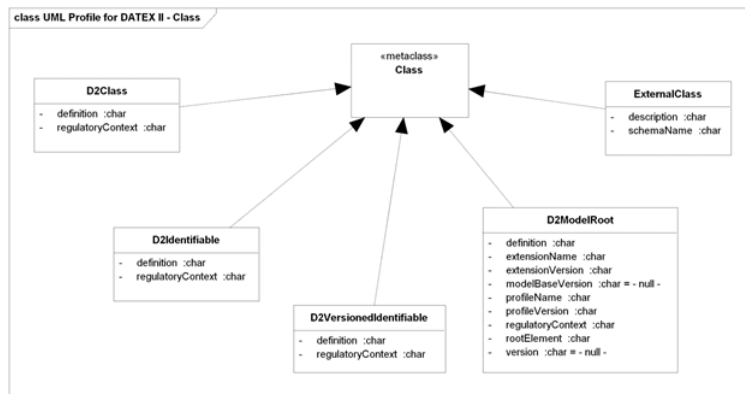 class UML Profile for DATEX II - Class
«metaclass»
Class
D2Class
- definition :char
- regulatoryContext :char
ExternalClass
- description :char
- schemaName :char
D2Identifiable
- definition :char
- regulatoryContext :char
D2VersionedIdentifiable
- definition :char
- regulatoryContext :char
D2ModelRoot
- definition :char
- extensionName :char
- extensionVersion :char
- modelBaseVersion :char = - null -
- profileName :char
- profileVersion :char
- regulatoryContext :char
- rootElement :char
- version :char = - null -